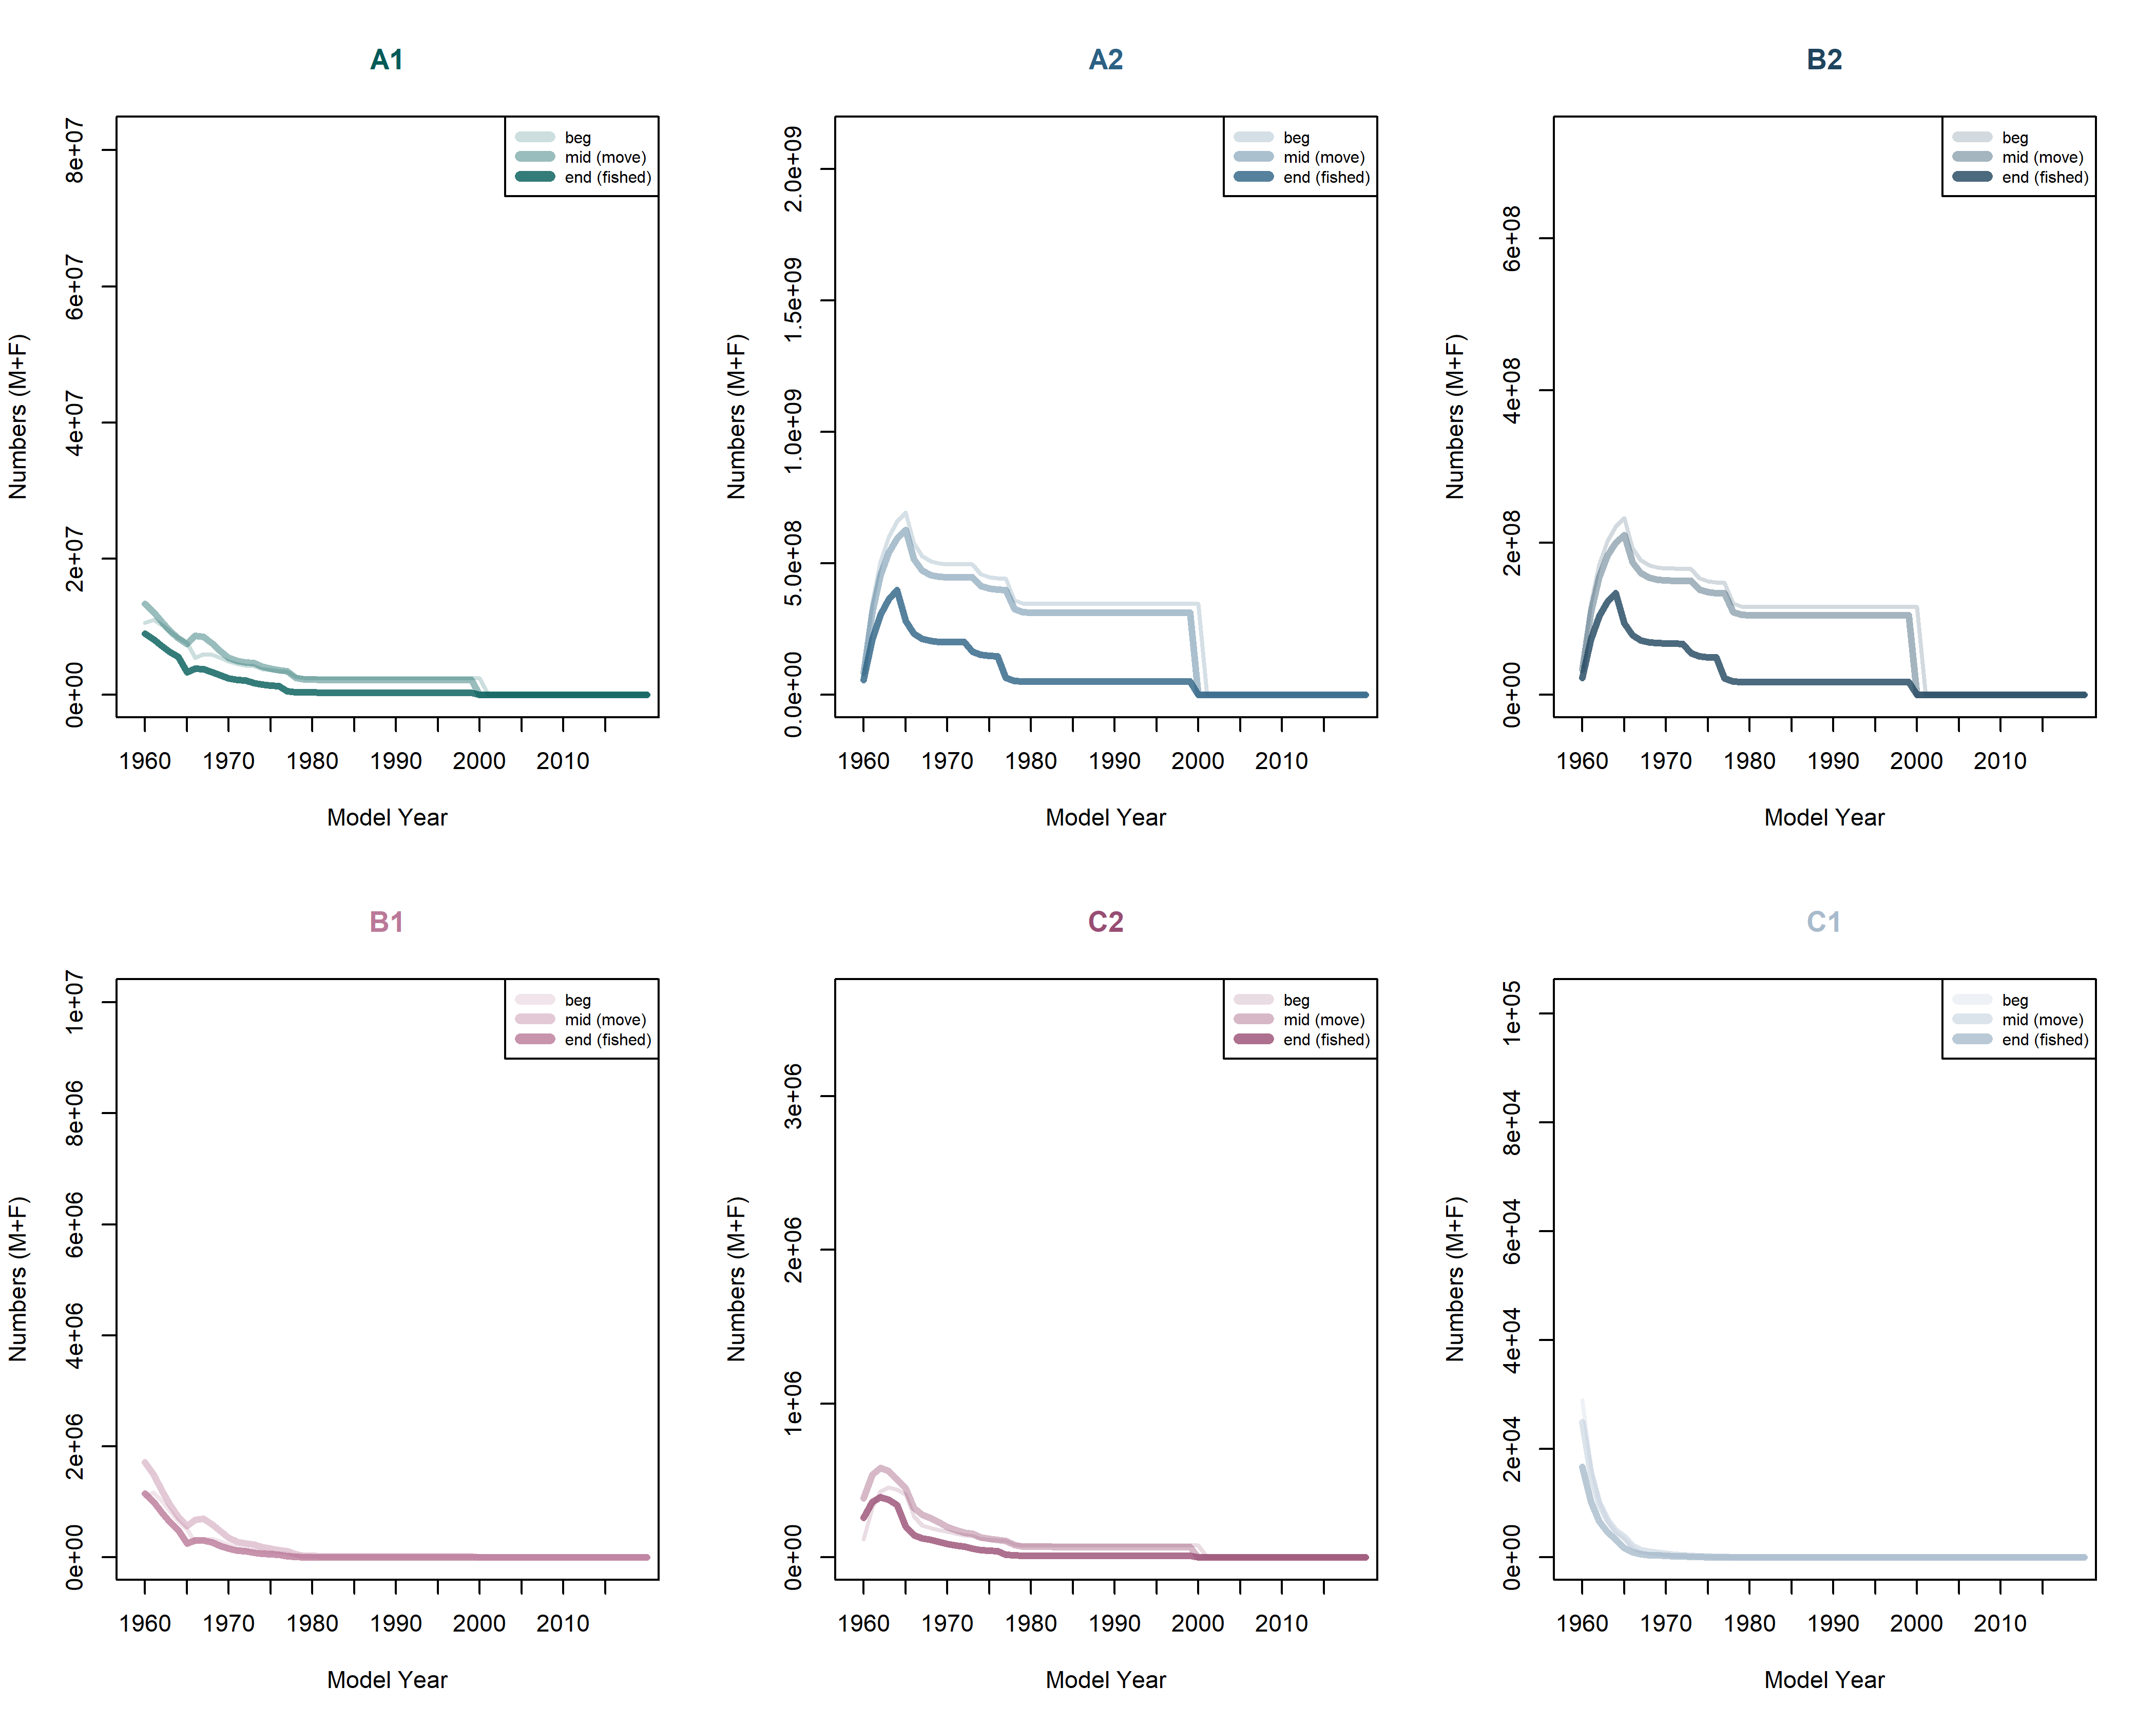 A1
8e+07
6e+07
4e+07
2e+07
0e+00
Numbers (M+F)
beg
mid (move)
end (fished)
1960 1970 1980 1990 2000 2010
Model Year
A2
2.0e+09
1.5e+09
1.0e+09
5.0e+08
0.0e+00
Numbers (M+F)
beg
mid (move)
end (fished)
1960 1970 1980 1990 2000 2010
Model Year
B2
6e+08
4e+08
2e+08
0e+00
Numbers (M+F)
beg
mid (move)
end (fished)
1960 1970 1980 1990 2000 2010
Model Year
B1
1e+07
8e+06
6e+06
4e+06
2e+06
0e+00
Numbers (M+F)
beg
mid (move)
end (fished)
1960 1970 1980 1990 2000 2010
Model Year
C2
3e+06
2e+06
1e+06
0e+00
Numbers (M+F)
beg
mid (move)
end (fished)
1960 1970 1980 1990 2000 2010
Model Year
C1
1e+05
8e+04
6e+04
4e+04
2e+04
0e+00
Numbers (M+F)
beg
mid (move)
end (fished)
1960 1970 1980 1990 2000 2010
Model Year